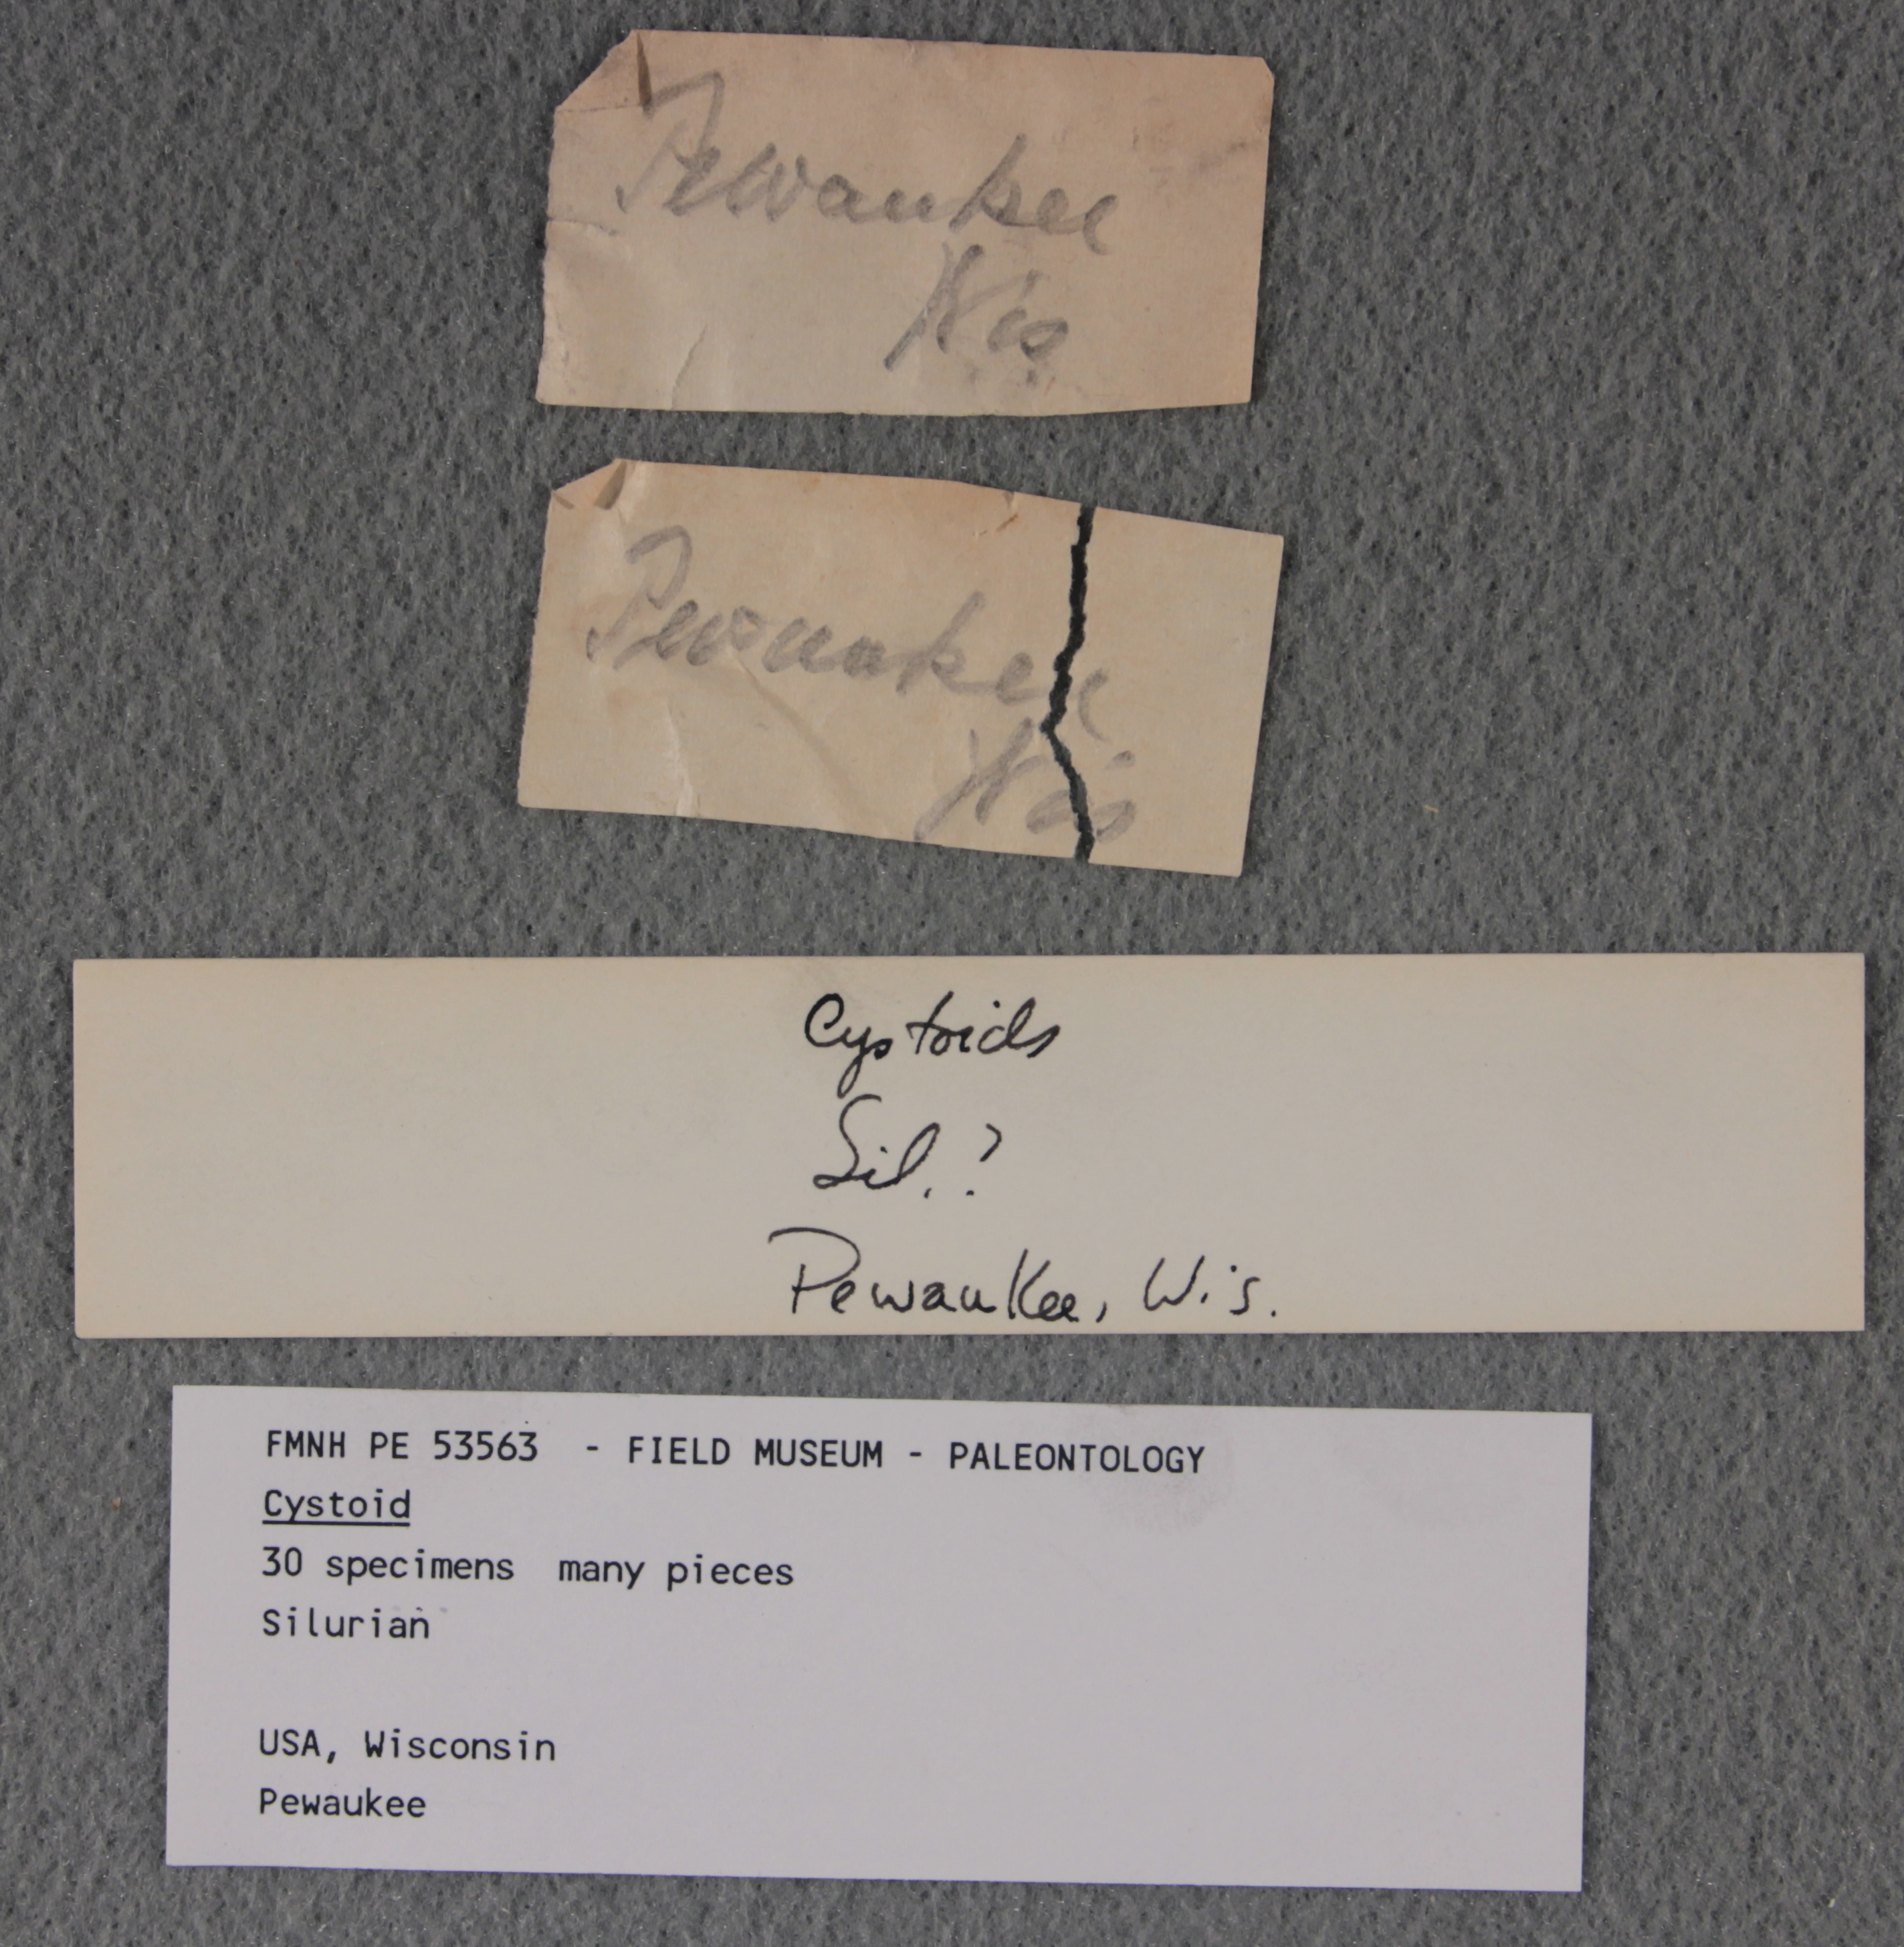 Pewaukee
Wis
Pewaukee
Wis
Cystoids
Sil.?
Pewaukee, Wis.
FMNH PE 53563 - FIELD MUSEUM - PALEONTOLOGY
Cystoid
30 specimens many pieces
Silurian
USA, Wisconsin
Pewaukee